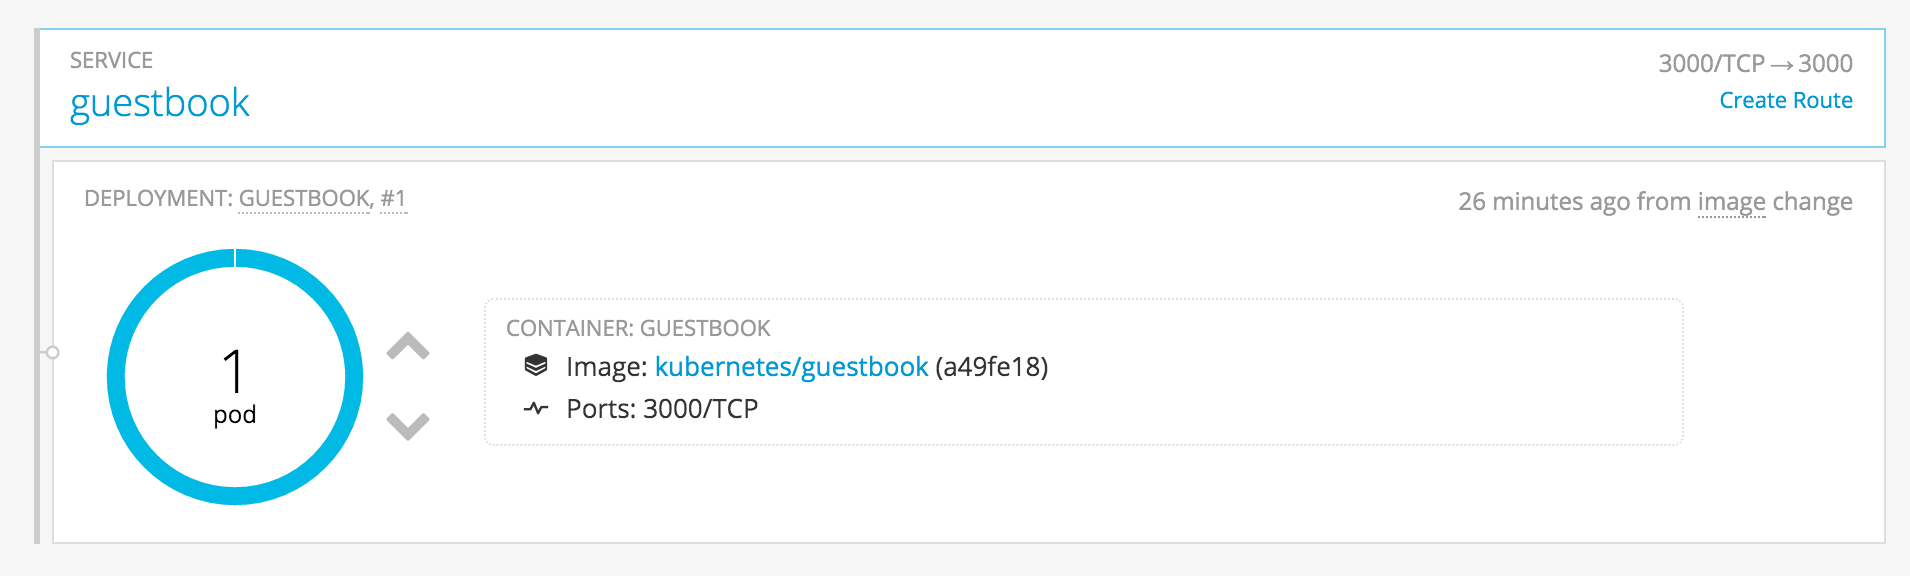 SERVICE
guestbook
3000/TCP → 3000
Create Route
DEPLOYMENT: GUESTBOOK, #1
26 minutes ago from image change
1
pod
CONTAINER: GUESTBOOK
Image: kubernetes/guestbook (a49fe18)
Ports: 3000/TCP